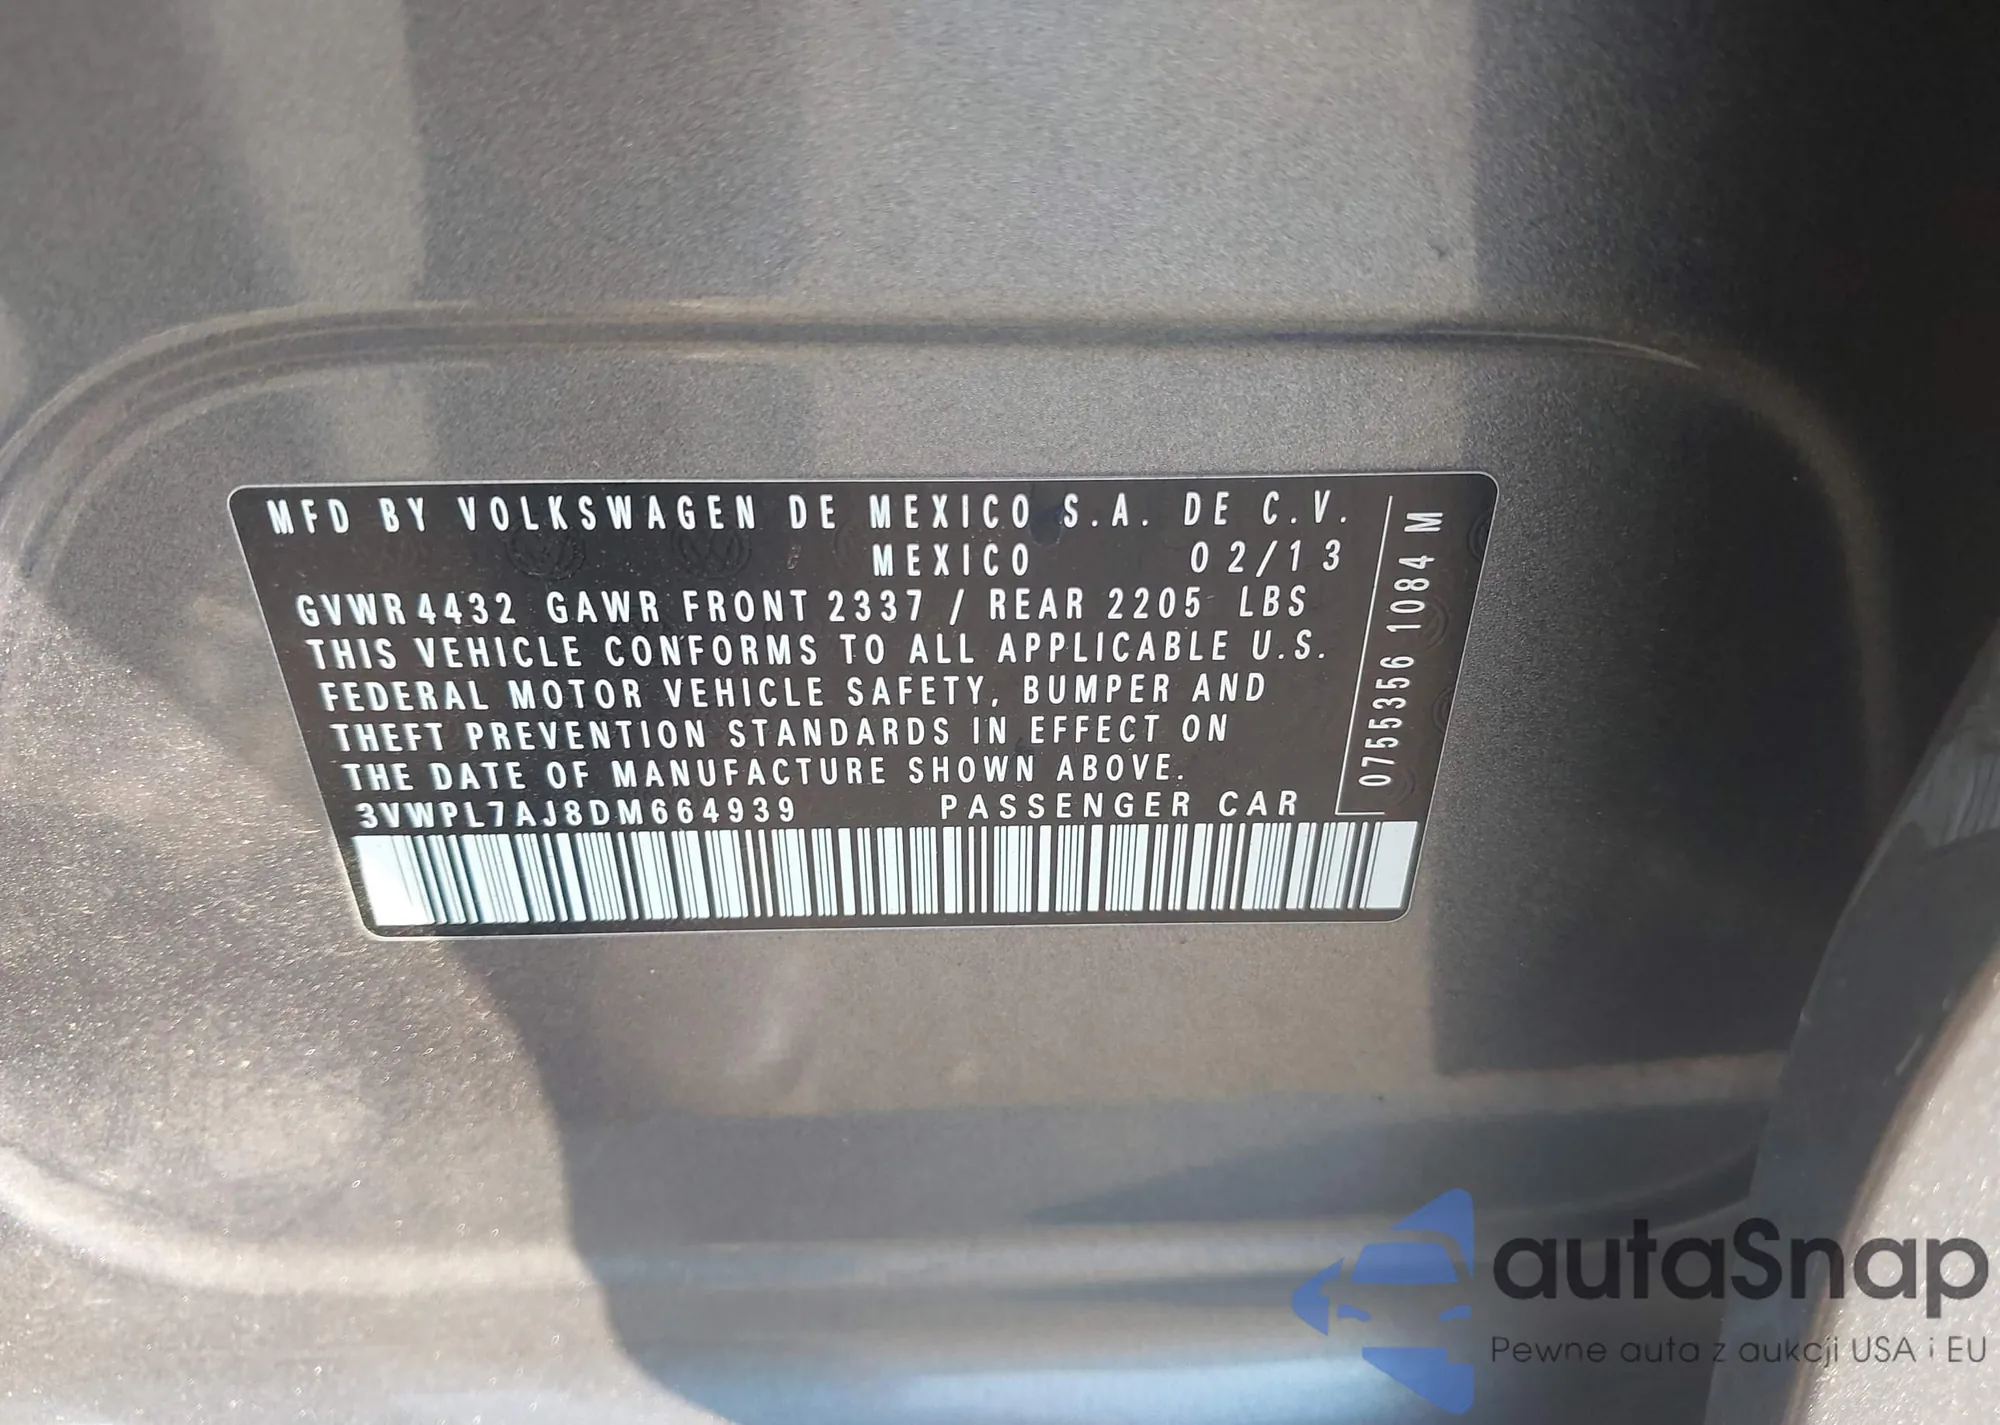 MFD BY VOLKSWAGEN DE MEXICO S.A. DE C.V.
MEXICO 02/13
GVWR 4432 GAWR FRONT 2337 / REAR 2205 LBS
THIS VEHICLE CONFORMS TO ALL APPLICABLE U.S.
FEDERAL MOTOR VEHICLE SAFETY, BUMPER AND
THEFT PREVENTION STANDARDS IN EFFECT ON
THE DATE OF MANUFACTURE SHOWN ABOVE.
3VWPL7AJ8DM664939 PASSENGER CAR
0755356 1084 M
autaSnap
Pewne auta z aukcji USA i EU